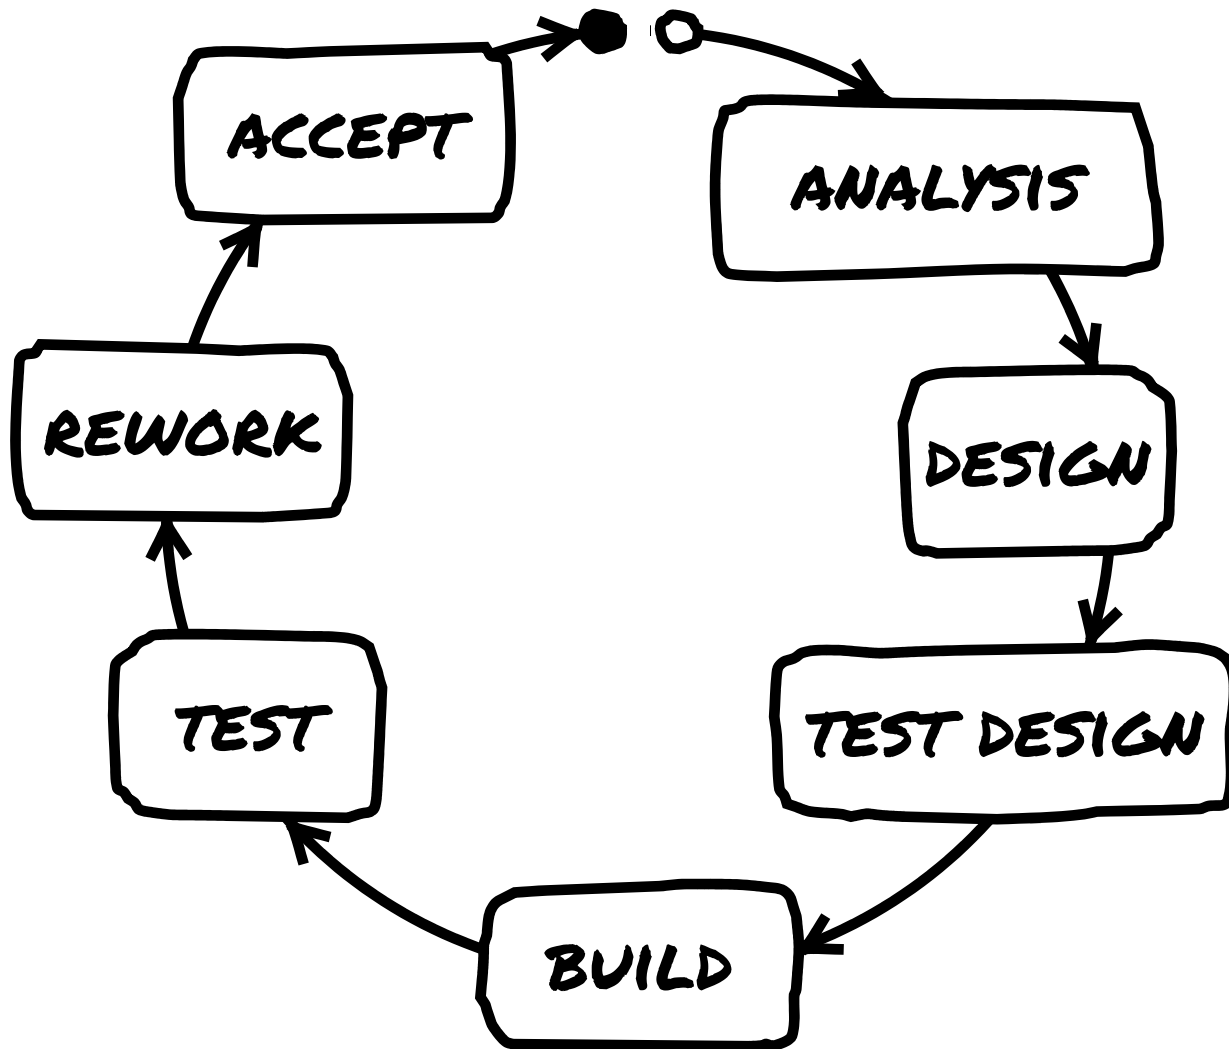 ACCEPT
ANALYSIS
REWORK
DESIGN
TEST
TEST DESIGN
BUILD